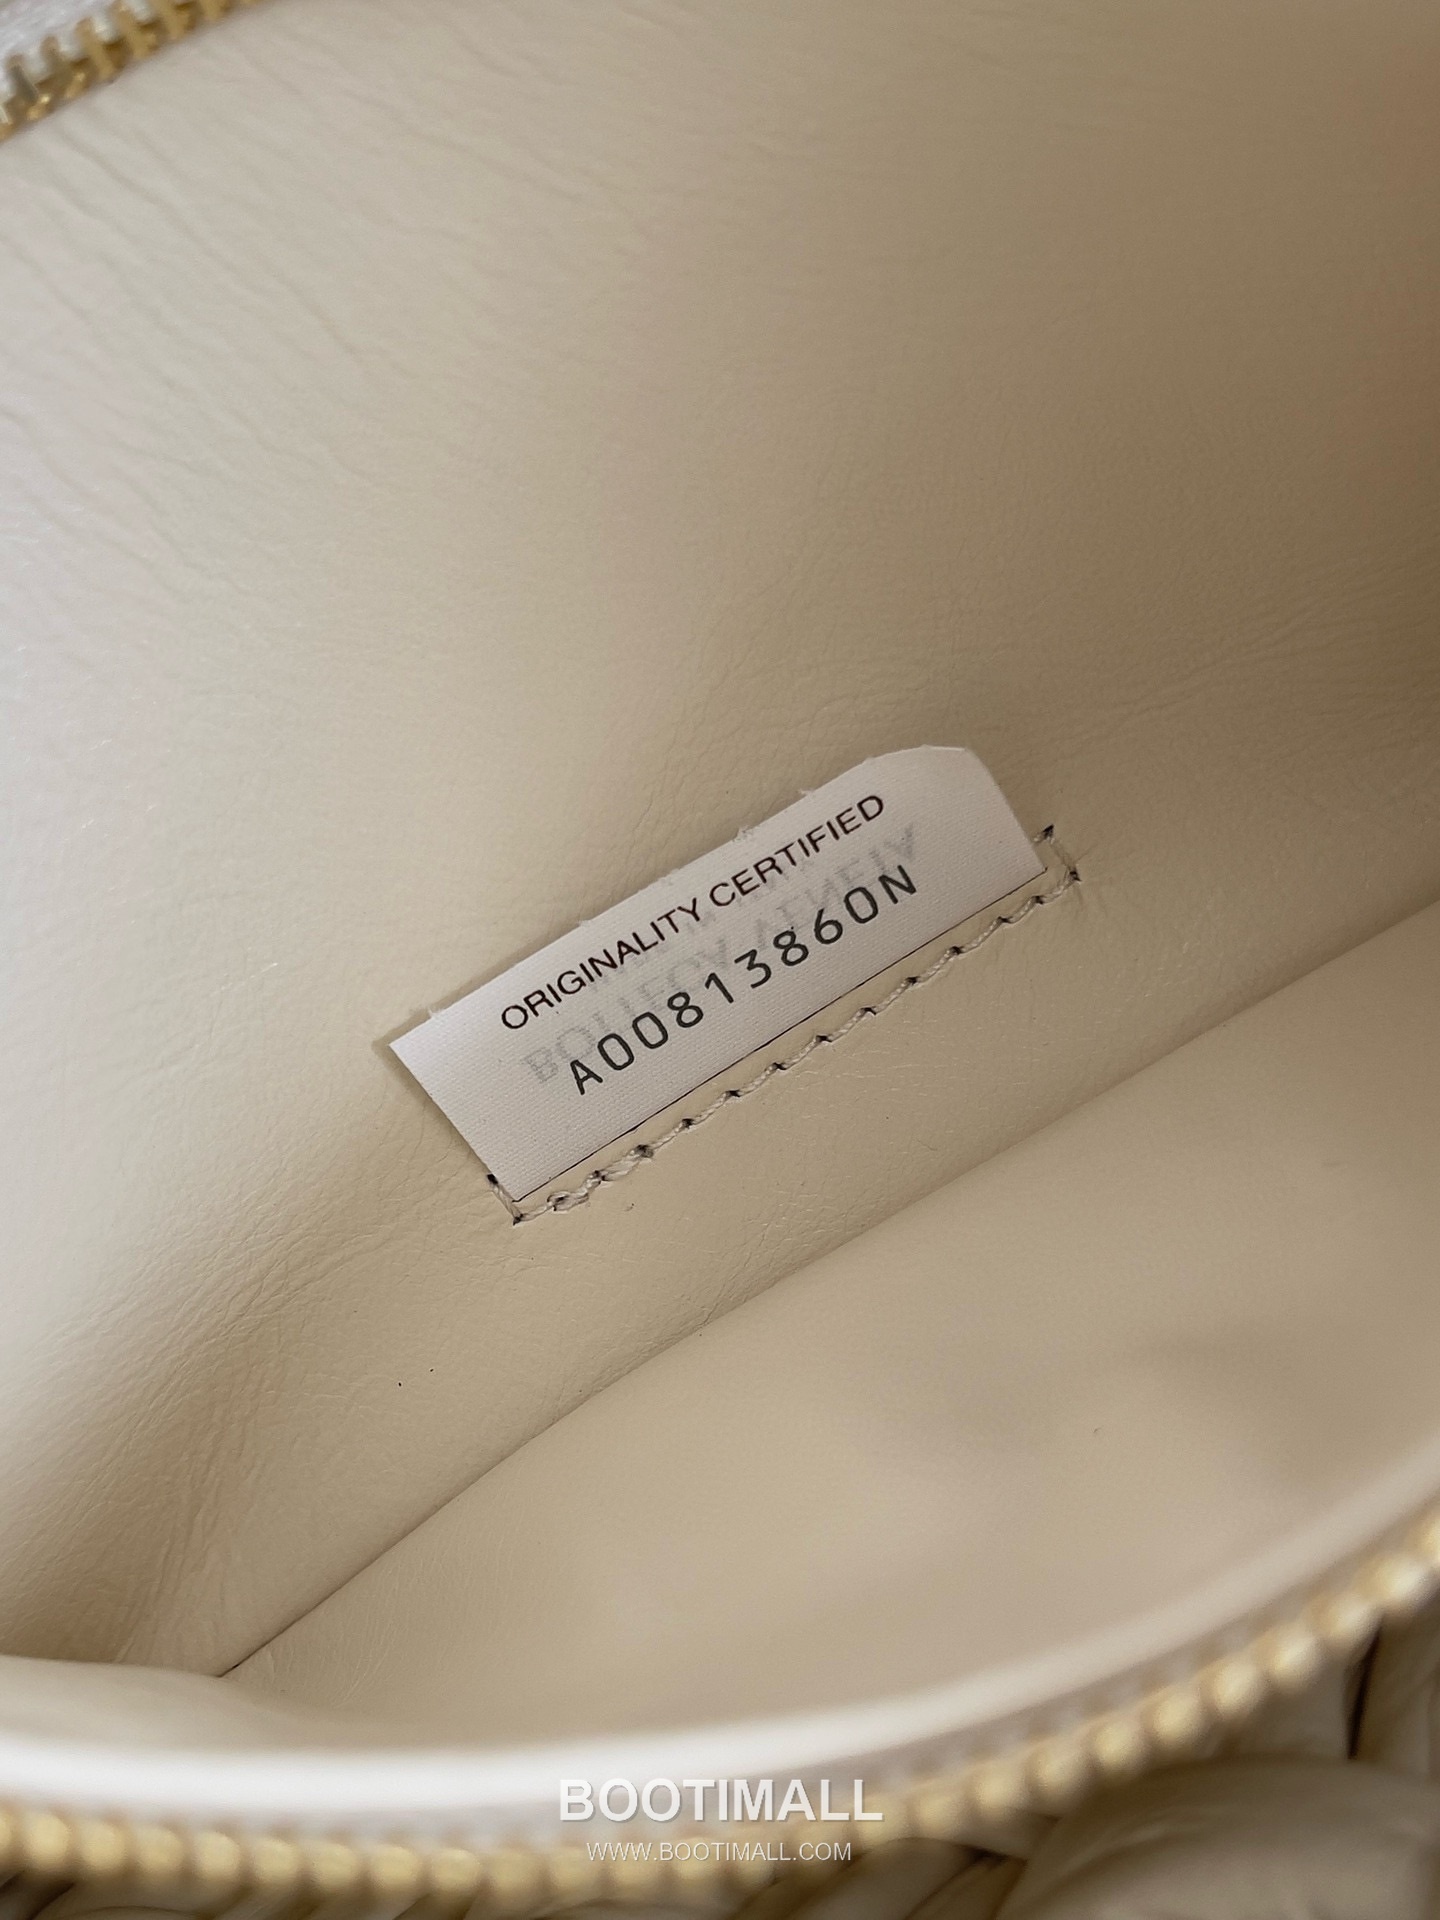 ORIGINALITY CERTIFIED
A00813860N
BOOTIMALL
WWW.BOOTIMALL.COM